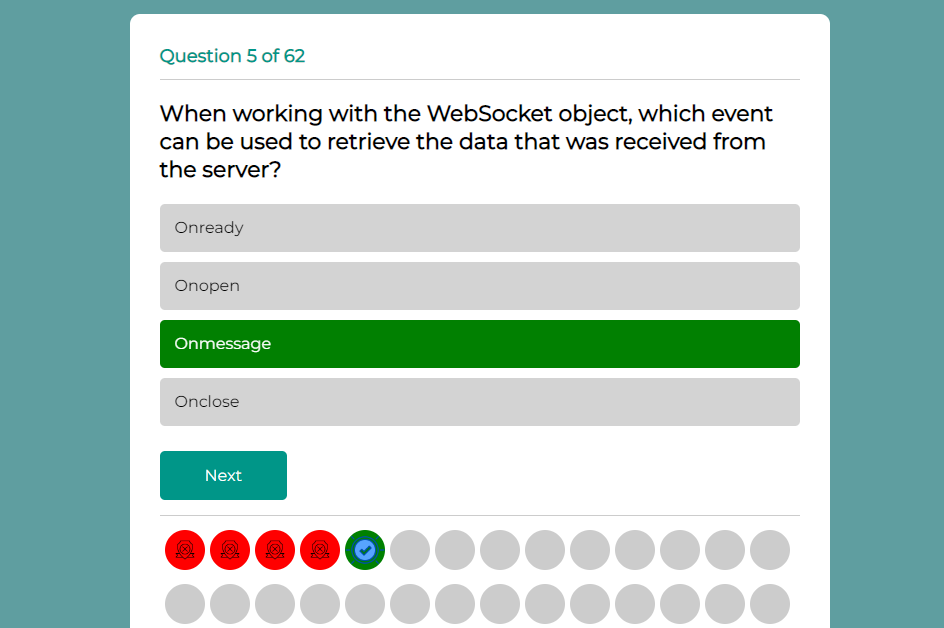 Question 5 of 62
When working with the WebSocket object, which event
can be used to retrieve the data that was received from
the server?
Onready
Onopen
Onmessage
Onclose
Next